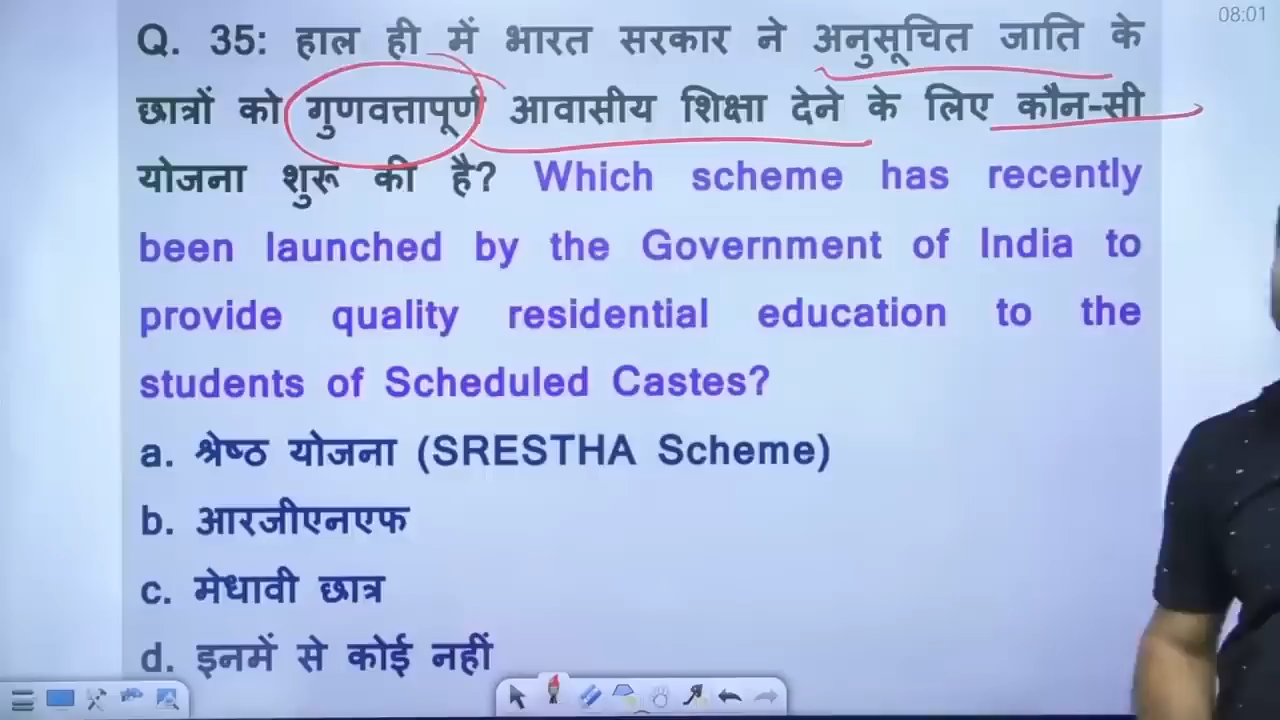 08:01
Q. 35: हाल ही में भारत सरकार ने अनुसूचित जाति के
छात्रों को गुणवत्तापूर्ण आवासीय शिक्षा देने के लिए कौन-सी
योजना शुरू की है? Which scheme has recently
been launched by the Government of India to
provide quality residential education to the
students of Scheduled Castes?
a. श्रेष्ठ योजना (SRESTHA Scheme)
b. आरजीएनएफ
c. मेधावी छात्र
d. इनमें से कोई नहीं